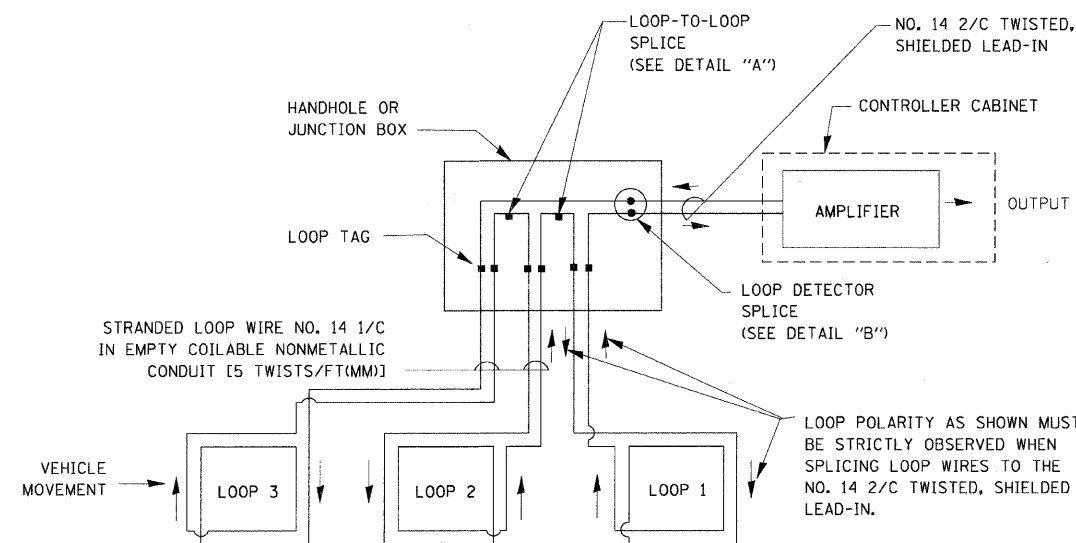 LOOP-TO-LOOP
SPLICE
(SEE DETAIL "A")
NO. 14 2/C TWISTED,
SHIELDED LEAD-IN
HANDHOLE OR
JUNCTION BOX
CONTROLLER CABINET
AMPLIFIER
OUTPUT
LOOP TAG
LOOP DETECTOR
SPLICE
(SEE DETAIL "B")
STRANDED LOOP WIRE NO. 14 1/C
IN EMPTY COILABLE NONMETALLIC
CONDUIT [5 TWISTS/FT(MM)]
LOOP POLARITY AS SHOWN MUST
BE STRICTLY OBSERVED WHEN
SPLICING LOOP WIRES TO THE
NO. 14 2/C TWISTED, SHIELDED
LEAD-IN.
VEHICLE
MOVEMENT
LOOP 3
LOOP 2
LOOP 1